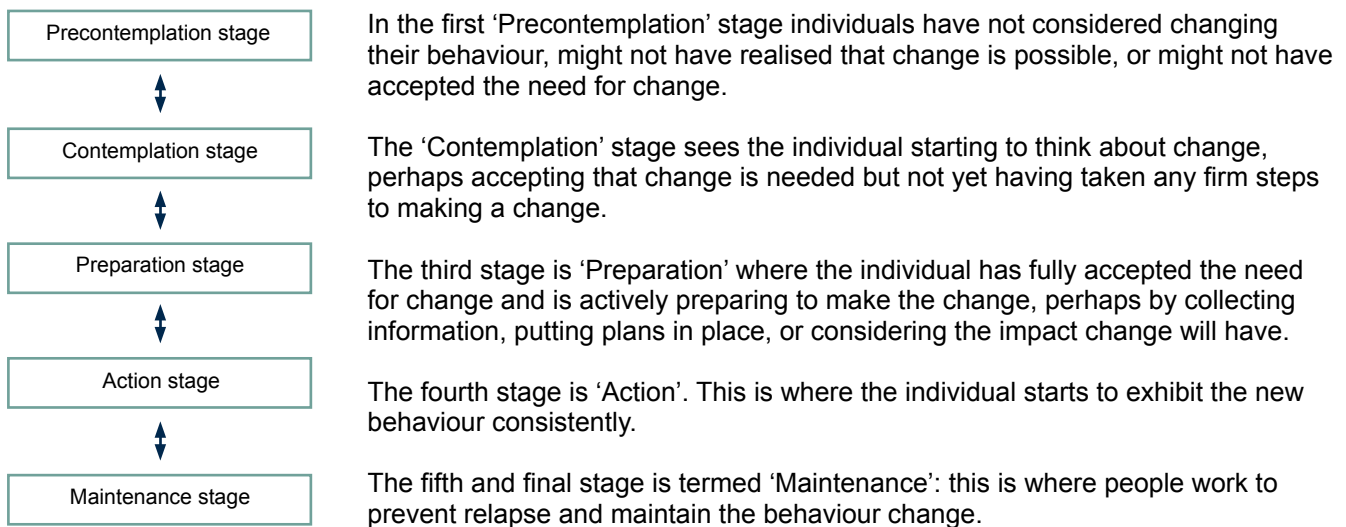 Precontemplation stage
In the first ‘Precontemplation’ stage individuals have not considered changing
their behaviour, might not have realised that change is possible, or might not have
accepted the need for change.
Contemplation stage
The ‘Contemplation’ stage sees the individual starting to think about change,
perhaps accepting that change is needed but not yet having taken any firm steps
to making a change.
Preparation stage
The third stage is ‘Preparation’ where the individual has fully accepted the need
for change and is actively preparing to make the change, perhaps by collecting
information, putting plans in place, or considering the impact change will have.
Action stage
The fourth stage is ‘Action’. This is where the individual starts to exhibit the new
behaviour consistently.
Maintenance stage
The fifth and final stage is termed ‘Maintenance’: this is where people work to
prevent relapse and maintain the behaviour change.